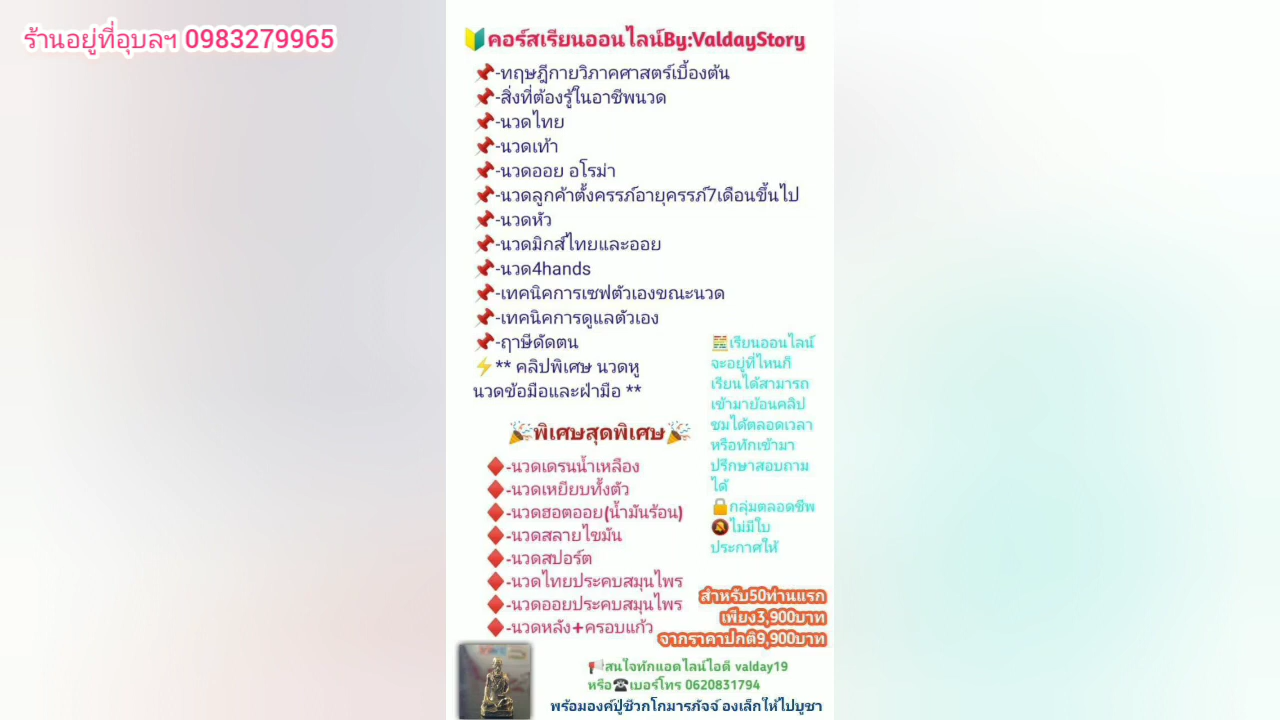 ร้านอยู่ที่อุบลฯ 0983279965
🔰คอร์สเรียนออนไลน์By:ValdayStory
📌-ทฤษฎีกายวิภาคศาสตร์เบื้องต้น
📌-สิ่งที่ต้องรู้ในอาชีพนวด
📌-นวดไทย
📌-นวดเท้า
📌-นวดออย อโรม่า
📌-นวดลูกค้าตั้งครรภ์อายุครรภ์7เดือนขึ้นไป
📌-นวดหัว
📌-นวดมิกส์ไทยและออย
📌-นวด4hands
📌-เทคนิคการเซฟตัวเองขณะนวด
📌-เทคนิคการดูแลตัวเอง
📌-ฤาษีดัดตน
⚡** คลิปพิเศษ นวดหู
นวดข้อมือและฝ่ามือ **
🧮เรียนออนไลน์
จะอยู่ที่ไหนก็
เรียนได้สามารถ
เข้ามาย้อนคลิป
ชมได้ตลอดเวลา
หรือทักเข้ามา
ปรึกษาสอบถาม
ได้
🔒กลุ่มตลอดชีพ
🔕ไม่มีใบ
ประกาศให้
🎉พิเศษสุดพิเศษ🎉
♦️-นวดเดรนน้ำเหลือง
♦️-นวดเหยียบทั้งตัว
♦️-นวดฮอตออย(น้ำมันร้อน)
♦️-นวดสลายไขมัน
♦️-นวดสปอร์ต
♦️-นวดไทยประคบสมุนไพร
♦️-นวดออยประคบสมุนไพร
♦️-นวดหลัง+ครอบแก้ว
สำหรับ50ท่านแรก
เพียง3,900บาท
จากราคาปกติ9,900บาท
📢สนใจทักแอดไลน์ไอดี valday19
หรือ☎เบอร์โทร 0620831794
พร้อมองค์ปู่ชีวกโกมารภัจจ์ องเล็กให้ไปบูชา